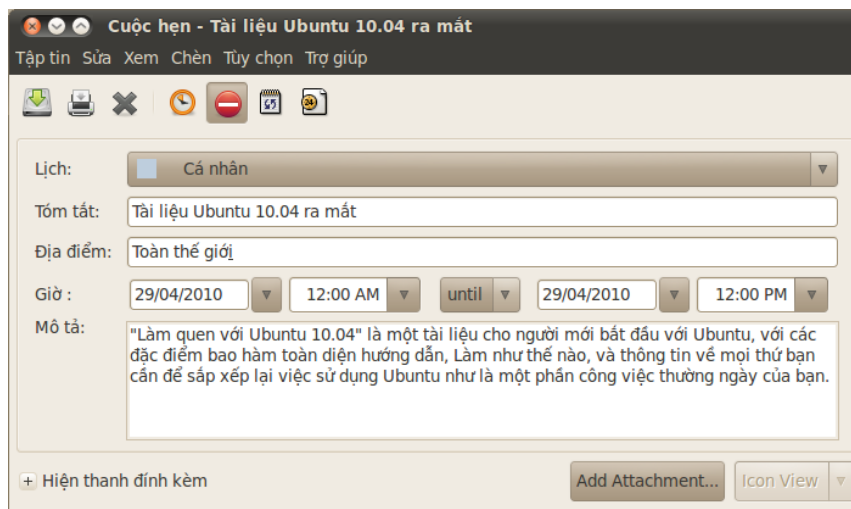 Cuộc hẹn - Tài liệu Ubuntu 10.04 ra mắt
Tập tin Sửa Xem Chèn Tùy chọn Trợ giúp
24
Lịch: Cá nhân
Tóm tắt: Tài liệu Ubuntu 10.04 ra mắt
Địa điểm: Toàn thế giới
Giờ : 29/04/2010 12:00 AM until 29/04/2010 12:00 PM
Mô tả: "Làm quen với Ubuntu 10.04" là một tài liệu cho người mới bắt đầu với Ubuntu, với các
đặc điểm bao hàm toàn diện hướng dẫn, Làm như thế nào, và thông tin về mọi thứ bạn
cần để sắp xếp lại việc sử dụng Ubuntu như là một phần công việc thường ngày của bạn.
Hiện thanh đính kèm Add Attachment... Icon View